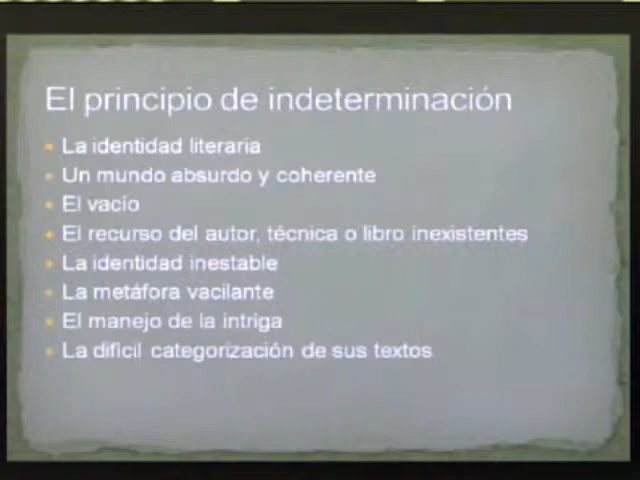 El principio de indeterminación
La identidad literaria
Un mundo absurdo y coherente
El vacío
El recurso del autor, técnica o libro inexistentes
La identidad inestable
La metáfora vacilante
El manejo de la intriga
La difícil categorización de sus textos